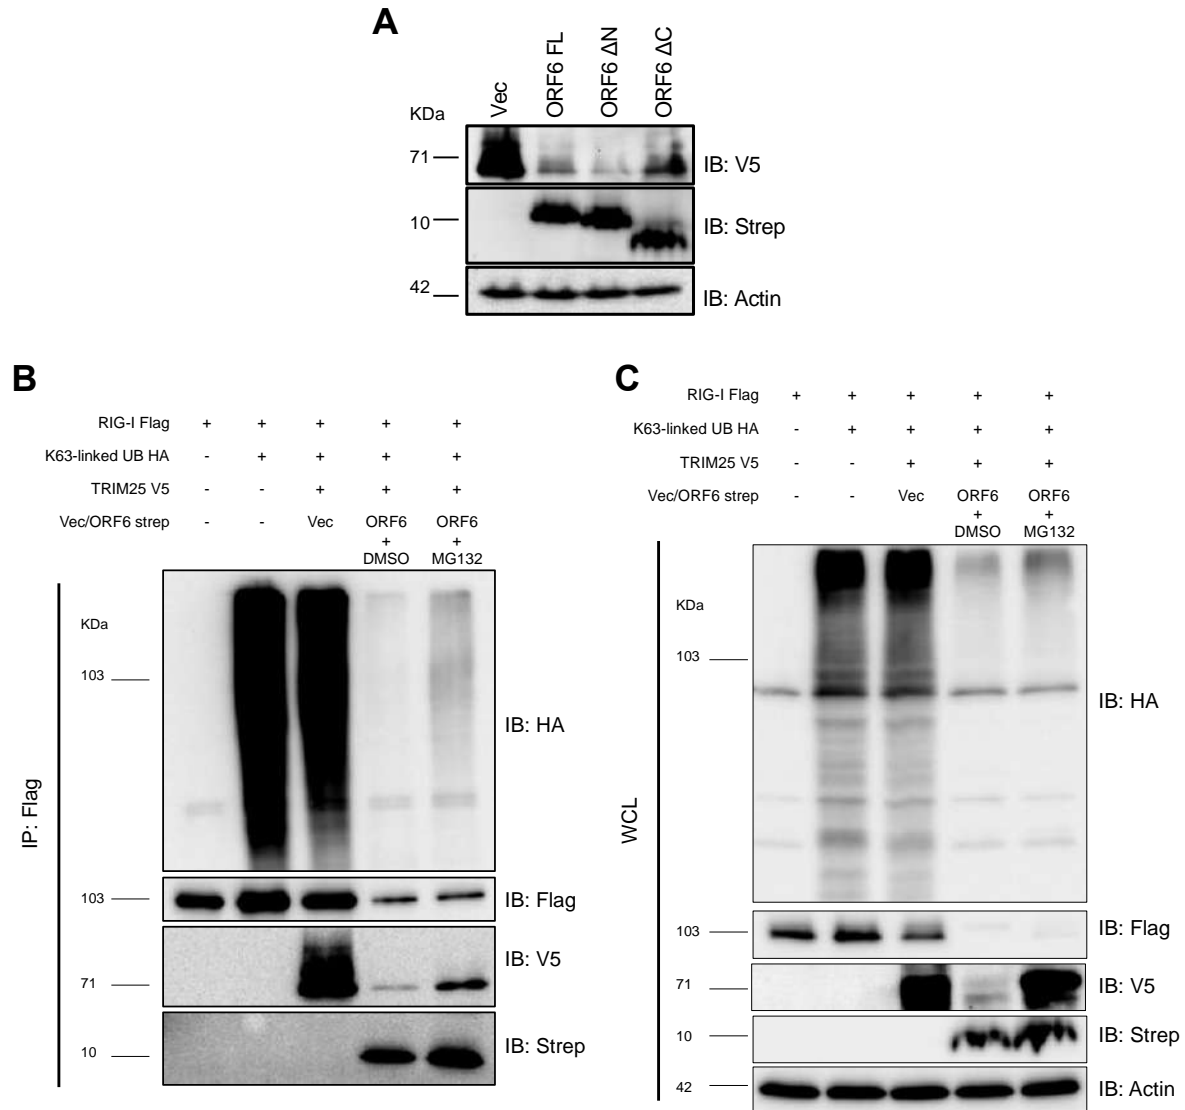 A
KDa
Vec
ORF6 FL
ORF6 ΔN
ORF6 ΔC
71
IB: V5
10
IB: Strep
42
IB: Actin
B
RIG-I Flag + + + + +
K63-linked UB HA - + + + +
TRIM25 V5 - - + + +
Vec/ORF6 strep - - Vec ORF6 ORF6
+ +
DMSO MG132
KDa
103
IB: HA
IP: Flag
103
IB: Flag
IB: V5
71
10
IB: Strep
C
RIG-I Flag + + + + +
K63-linked UB HA - + + + +
TRIM25 V5 - - + + +
Vec/ORF6 strep - - Vec ORF6 ORF6
+ +
DMSO MG132
KDa
103
IB: HA
WCL
103
IB: Flag
71
IB: V5
10
IB: Strep
42
IB: Actin